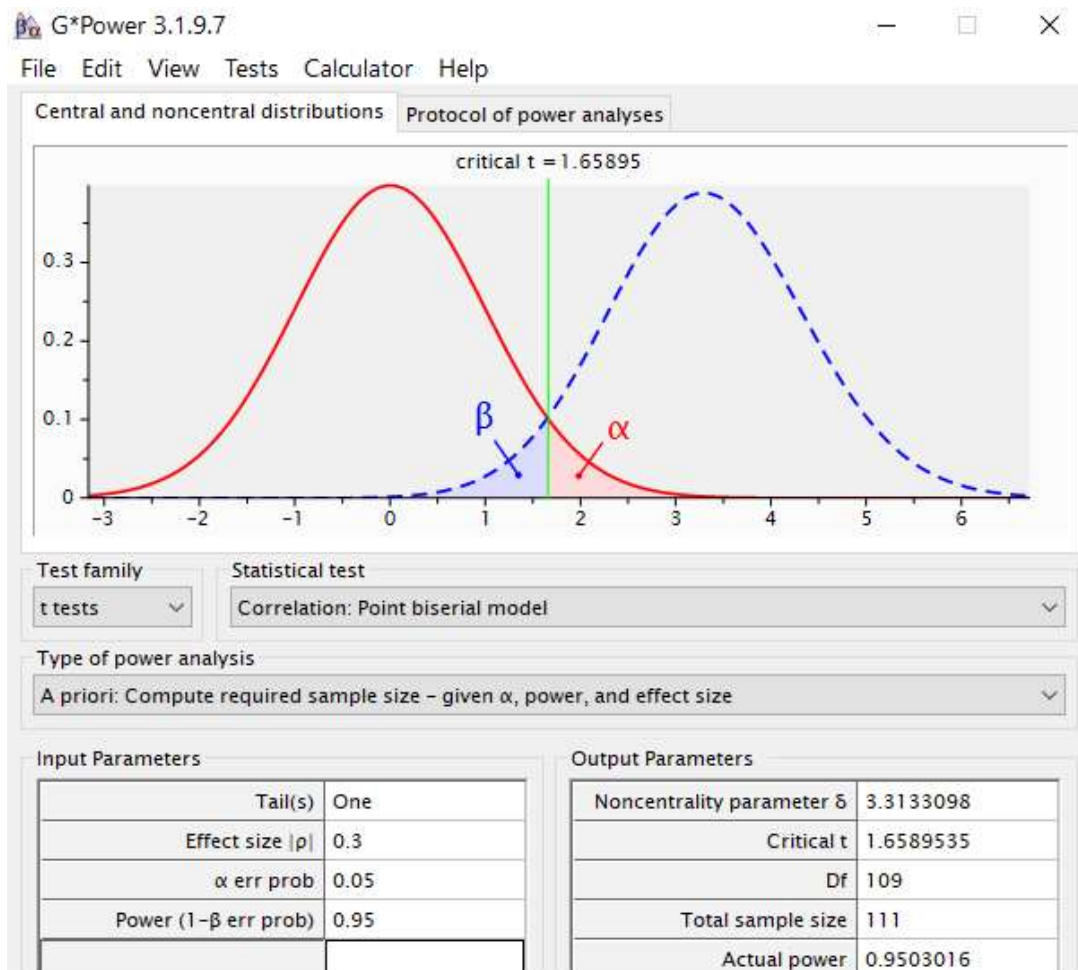 G*Power 3.1.9.7
File Edit View Tests Calculator Help
Central and noncentral distributions Protocol of power analyses
critical t = 1.65895
0.3
0.2
0.1
0
β α
-3 -2 -1 0 1 2 3 4 5 6
Test family Statistical test
t tests Correlation: Point biserial model
Type of power analysis
A priori: Compute required sample size - given α, power, and effect size
Input Parameters Output Parameters
Tail(s) One Noncentrality parameter δ 3.3133098
Effect size |ρ| 0.3 Critical t 1.6589535
α err prob 0.05 Df 109
Power (1-β err prob) 0.95 Total sample size 111
Actual power 0.9503016